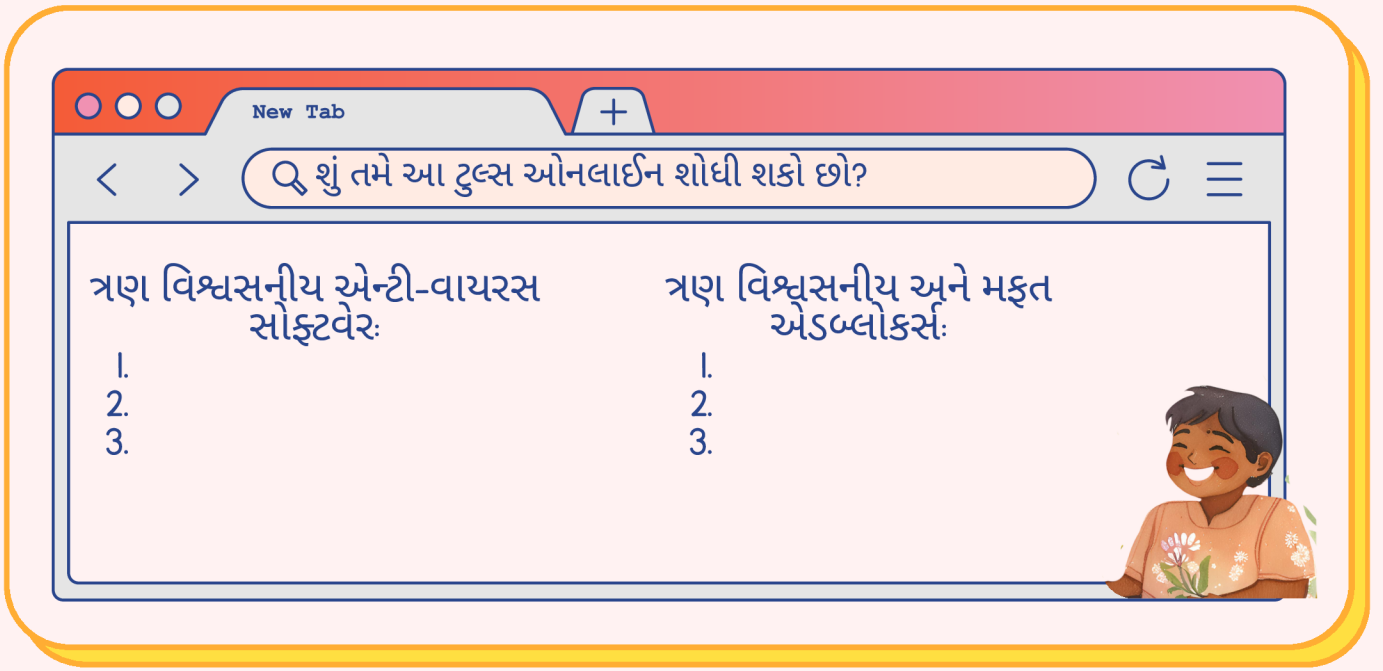 New Tab
શું તમે આ ટુલ્સ ઓનલાઈન શોધી શકો છો?
ત્રણ વિશ્વસનીય એન્ટી-વાયરસ
સોફ્ટવેરઃ
1.
2.
3.
ત્રણ વિશ્વસનીય અને મફત
એડબ્લોકર્સઃ
1.
2.
3.